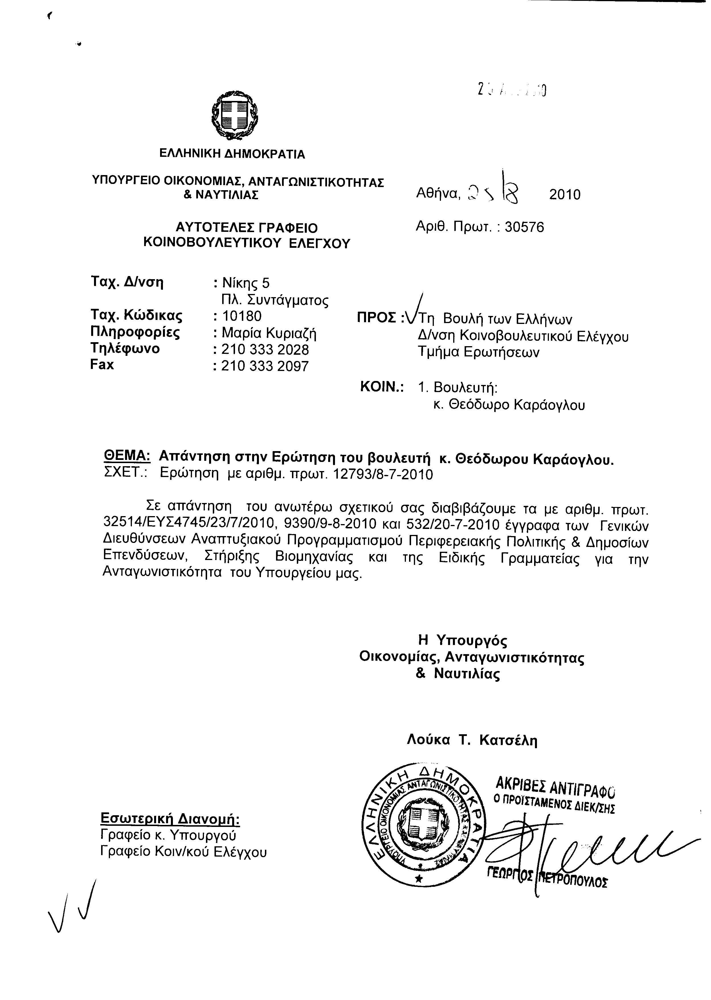 ΕΛΛΗΝΙΚΗ ΔΗΜΟΚΡΑΤΙΑ
ΥΠΟΥΡΓΕΙΟ ΟΙΚΟΝΟΜΙΑΣ, ΑΝΤΑΓΩΝΙΣΤΙΚΟΤΗΤΑΣ
& ΝΑΥΤΙΛΙΑΣ
Αθήνα, 25/8 2010
ΑΥΤΟΤΕΛΕΣ ΓΡΑΦΕΙΟ
ΚΟΙΝΟΒΟΥΛΕΥΤΙΚΟΥ ΕΛΕΓΧΟΥ
Αριθ. Πρωτ. : 30576
Ταχ. Δ/νση : Νίκης 5
Πλ. Συντάγματος
Ταχ. Κώδικας : 10180
Πληροφορίες : Μαρία Κυριαζή
Τηλέφωνο : 210 333 2028
Fax : 210 333 2097
ΠΡΟΣ : Τη Βουλή των Ελλήνων
Δ/νση Κοινοβουλευτικού Ελέγχου
Τμήμα Ερωτήσεων
ΚΟΙΝ.: 1. Βουλευτή:
κ. Θεόδωρο Καράογλου
ΘΕΜΑ: Απάντηση στην Ερώτηση του βουλευτή κ. Θεόδωρου Καράογλου.
ΣΧΕΤ.: Ερώτηση με αριθμ. πρωτ. 12793/8-7-2010
Σε απάντηση του ανωτέρω σχετικού σας διαβιβάζουμε τα με αριθμ. πρωτ.
32514/ΕΥΣ4745/23/7/2010, 9390/9-8-2010 και 532/20-7-2010 έγγραφα των Γενικών
Διευθύνσεων Αναπτυξιακού Προγραμματισμού Περιφερειακής Πολιτικής & Δημοσίων
Επενδύσεων, Στήριξης Βιομηχανίας και της Ειδικής Γραμματείας για την
Ανταγωνιστικότητα του Υπουργείου μας.
Η Υπουργός
Οικονομίας, Ανταγωνιστικότητας
& Ναυτιλίας
Λούκα Τ. Κατσέλη
ΕΛΛΗΝΙΚΗ ΔΗΜΟΚΡΑΤΙΑ
ΥΠΟΥΡΓΕΙΟ ΟΙΚΟΝΟΜΙΑΣ ΑΝΤΑΓΩΝΙΣΤΙΚΟΤΗΤΑΣ ΚΑΙ ΝΑΥΤΙΛΙΑΣ
ΑΚΡΙΒΕΣ ΑΝΤΙΓΡΑΦΟ
Ο ΠΡΟΪΣΤΑΜΕΝΟΣ ΔΙΕΚ/ΣΗΣ
ΓΕΩΡΓΙΟΣ ΠΕΤΡΟΠΟΥΛΟΣ
Εσωτερική Διανομή:
Γραφείο κ. Υπουργού
Γραφείο Κοιν/κού Ελέγχου